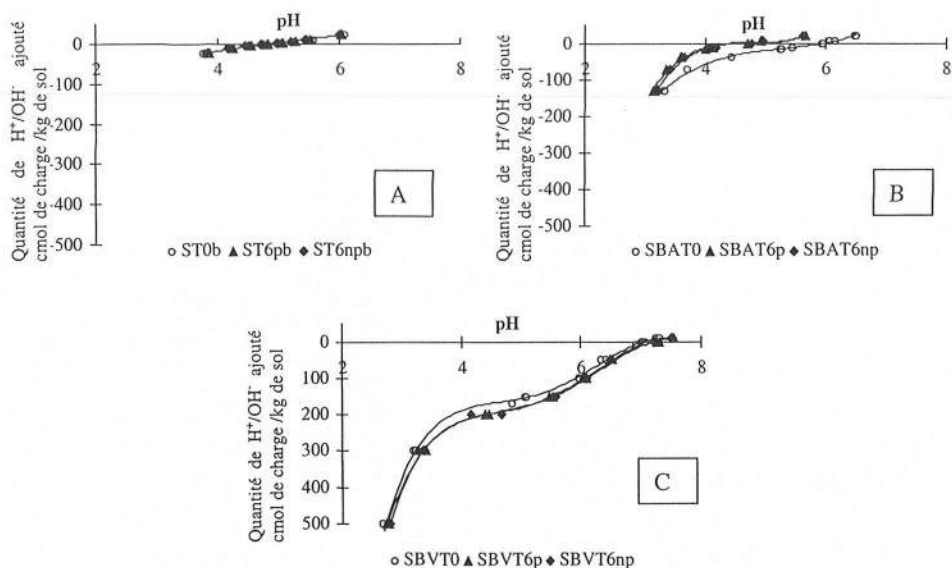 pH
Quantité de H⁺/OH⁻ ajouté
cmol de charge /kg de sol
100
0
-100
-200
-300
-400
-500
2
4
6
8
A
○ ST0b ▲ ST6pb ◆ ST6npb
pH
Quantité de H⁺/OH⁻ ajouté
cmol de charge /kg de sol
100
0
-100
-200
-300
-400
-500
2
4
6
8
B
○ SBAT0 ▲ SBAT6p ◆ SBAT6np
pH
Quantité de H⁺/OH⁻ ajouté
cmol de charge /kg de sol
0
100
200
300
400
500
2
4
6
8
C
○ SBVT0 ▲ SBVT6p ◆ SBVT6np